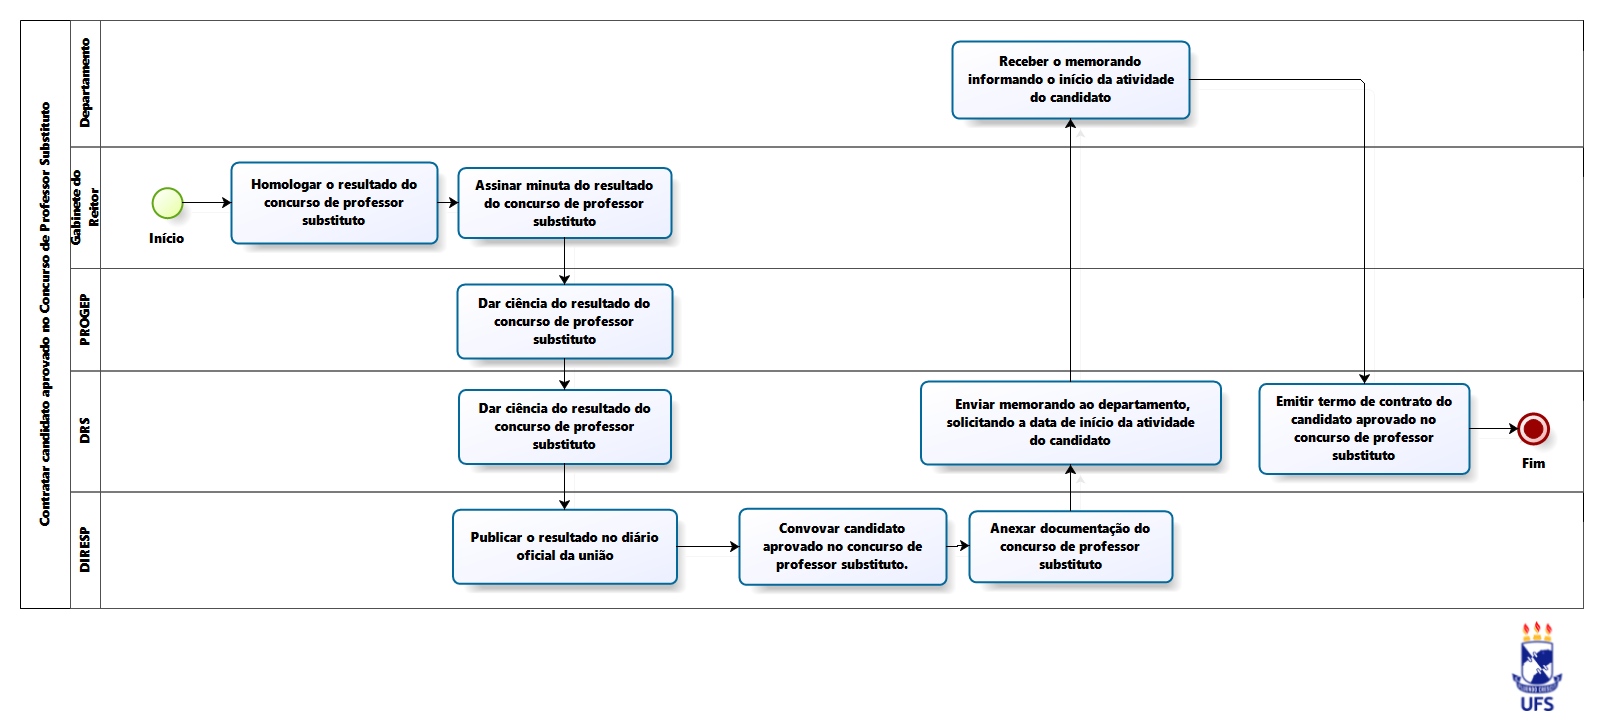 Contratar candidato aprovado no Concurso de Professor Substituto
Departamento
Receber o memorando
informando o início da atividade
do candidato
Gabinete do
Reitor
Início
Homologar o resultado do
concurso de professor
substituto
Assinar minuta do resultado
do concurso de professor
substituto
PROGEP
Dar ciência do resultado do
concurso de professor
substituto
DRS
Dar ciência do resultado do
concurso de professor
substituto
Enviar memorando ao departamento,
solicitando a data de início da atividade
do candidato
Emitir termo de contrato do
candidato aprovado no
concurso de professor
substituto
Fim
DIRESP
Publicar o resultado no diário
oficial da união
Convovar candidato
aprovado no concurso de
professor substituto.
Anexar documentação do
concurso de professor
substituto
UFS